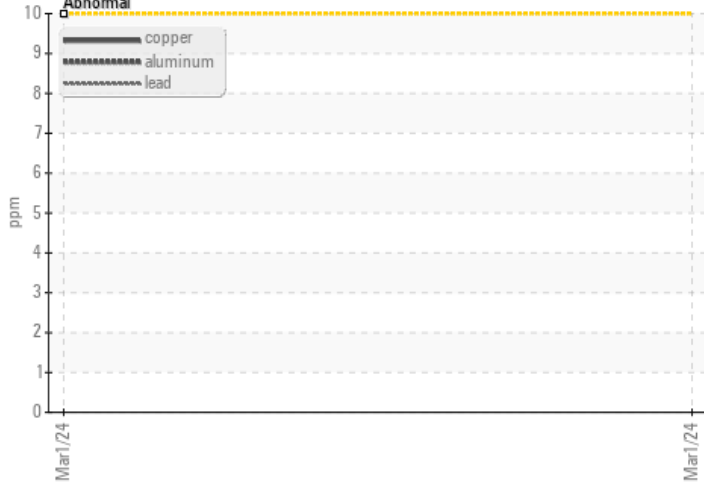 Abnormal
10
copper
aluminum
lead
9
8
7
6
5
4
3
2
1
0
ppm
Mar1/24
Mar1/24